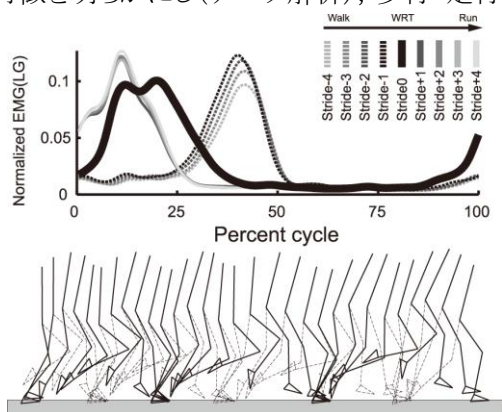 Walk WRT Run
Stride-4
Stride-3
Stride-2
Stride-1
Stride0
Stride+1
Stride+2
Stride+3
Stride+4
Normalized EMG(LG)
0.1
0.05
0
0 25 50 75 100
Percent cycle